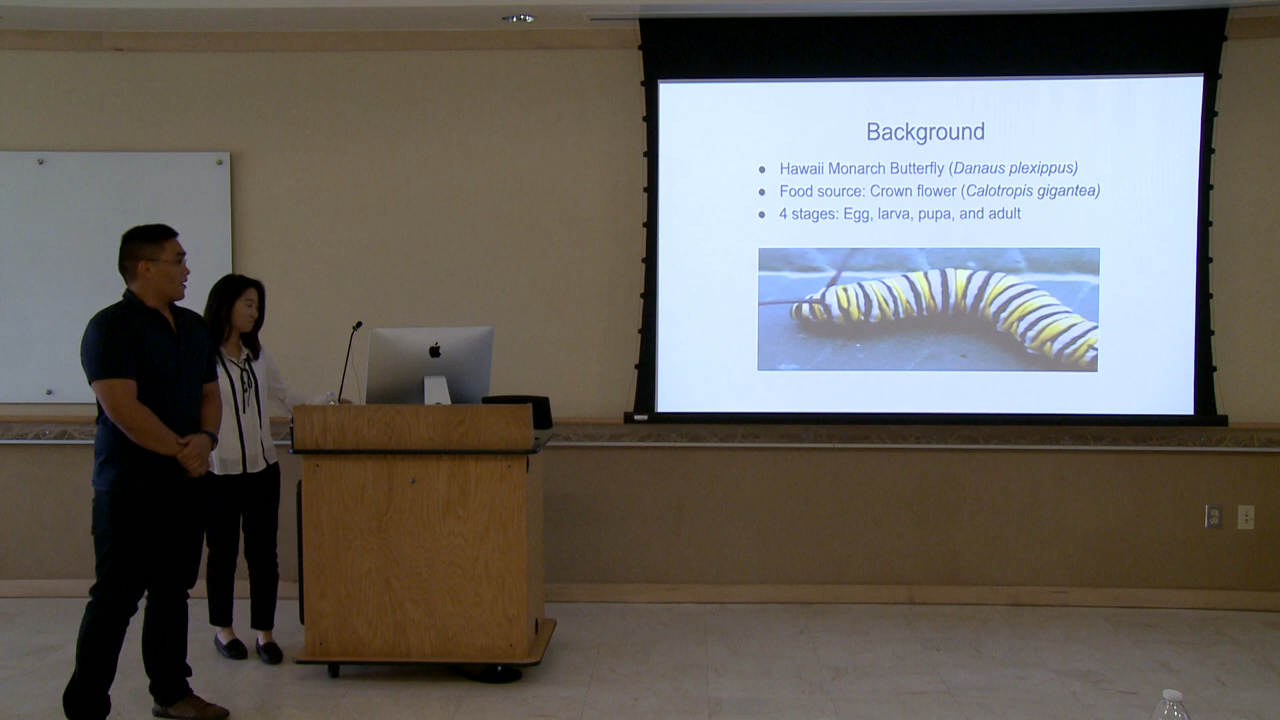 Background
● Hawaii Monarch Butterfly (Danaus plexippus)
● Food source: Crown flower (Calotropis gigantea)
● 4 stages: Egg, larva, pupa, and adult